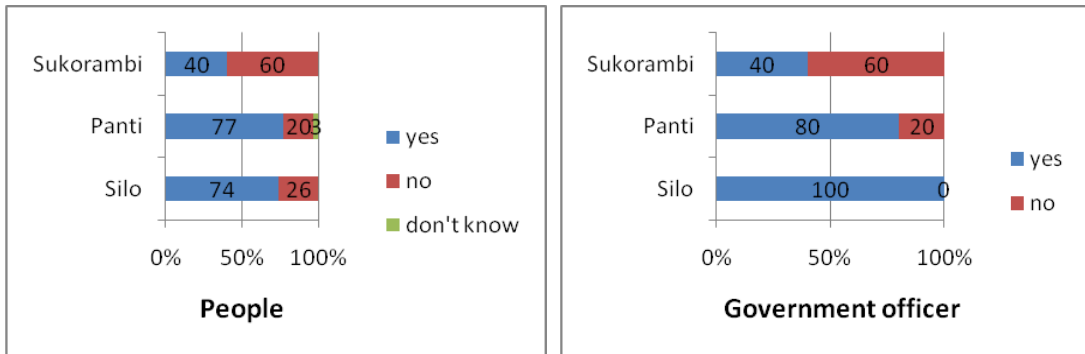 Sukorambi 40 60
Panti 77 20 3
Silo 74 26
yes
no
don't know
0% 50% 100%
People
Sukorambi 40 60
Panti 80 20
Silo 100 0
yes
no
0% 50% 100%
Government officer